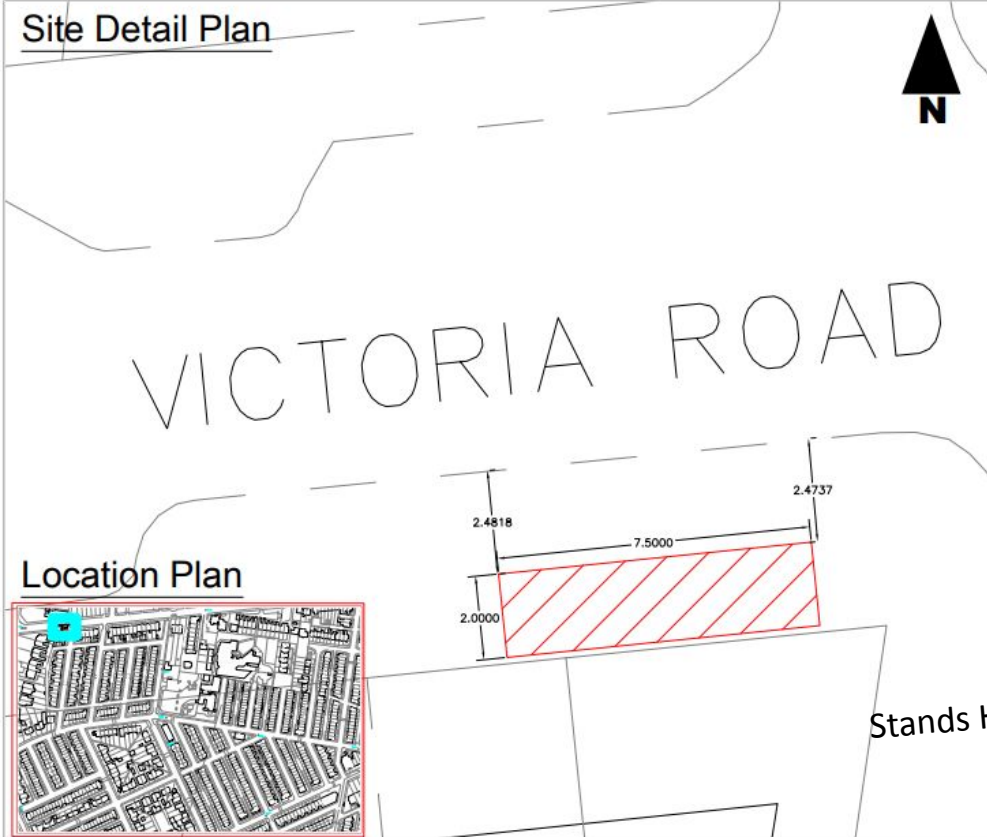 Site Detail Plan
N
VICTORIA ROAD
2.4818
2.4737
7.5000
2.0000
Location Plan
Stands H